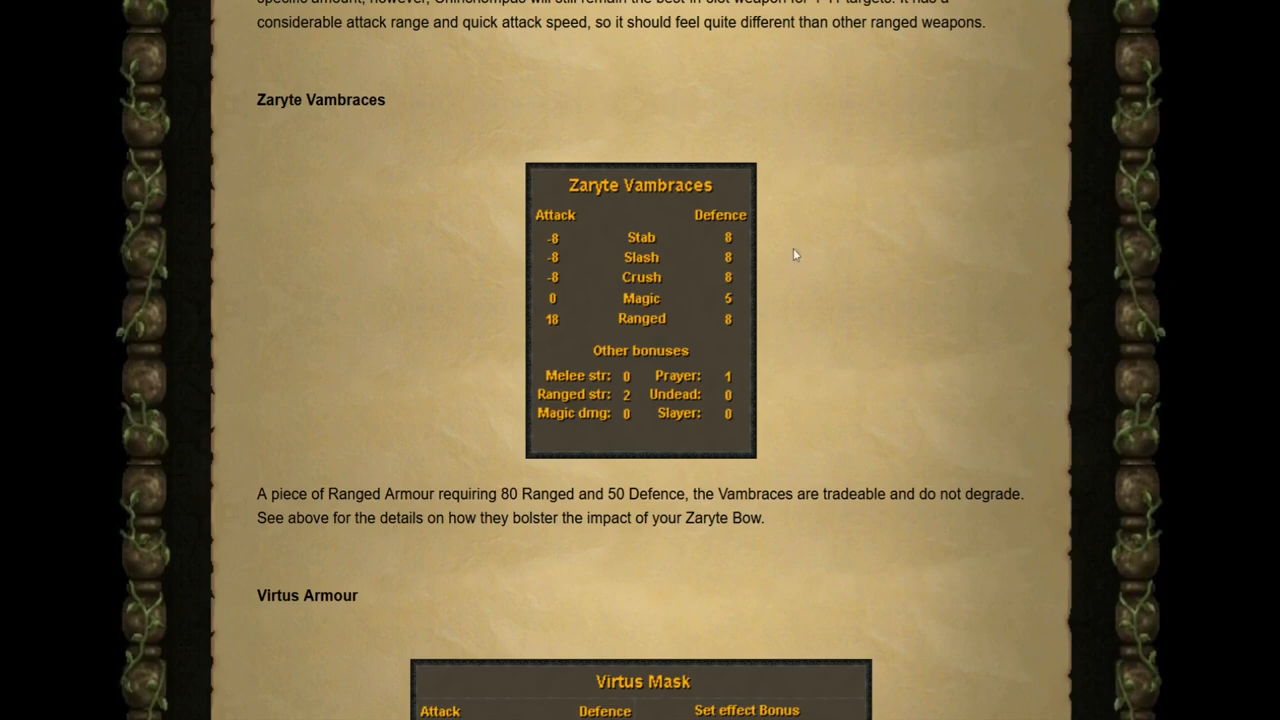 considerable attack range and quick attack speed, so it should feel quite different than other ranged weapons.
Zaryte Vambraces
Zaryte Vambraces
Attack Defence
-8 Stab 8
-8 Slash 8
-8 Crush 8
0 Magic 5
18 Ranged 8
Other bonuses
Melee str: 0 Prayer: 1
Ranged str: 2 Undead: 0
Magic dmg: 0 Slayer: 0
A piece of Ranged Armour requiring 80 Ranged and 50 Defence, the Vambraces are tradeable and do not degrade.
See above for the details on how they bolster the impact of your Zaryte Bow.
Virtus Armour
Virtus Mask
Attack Defence Set effect Bonus